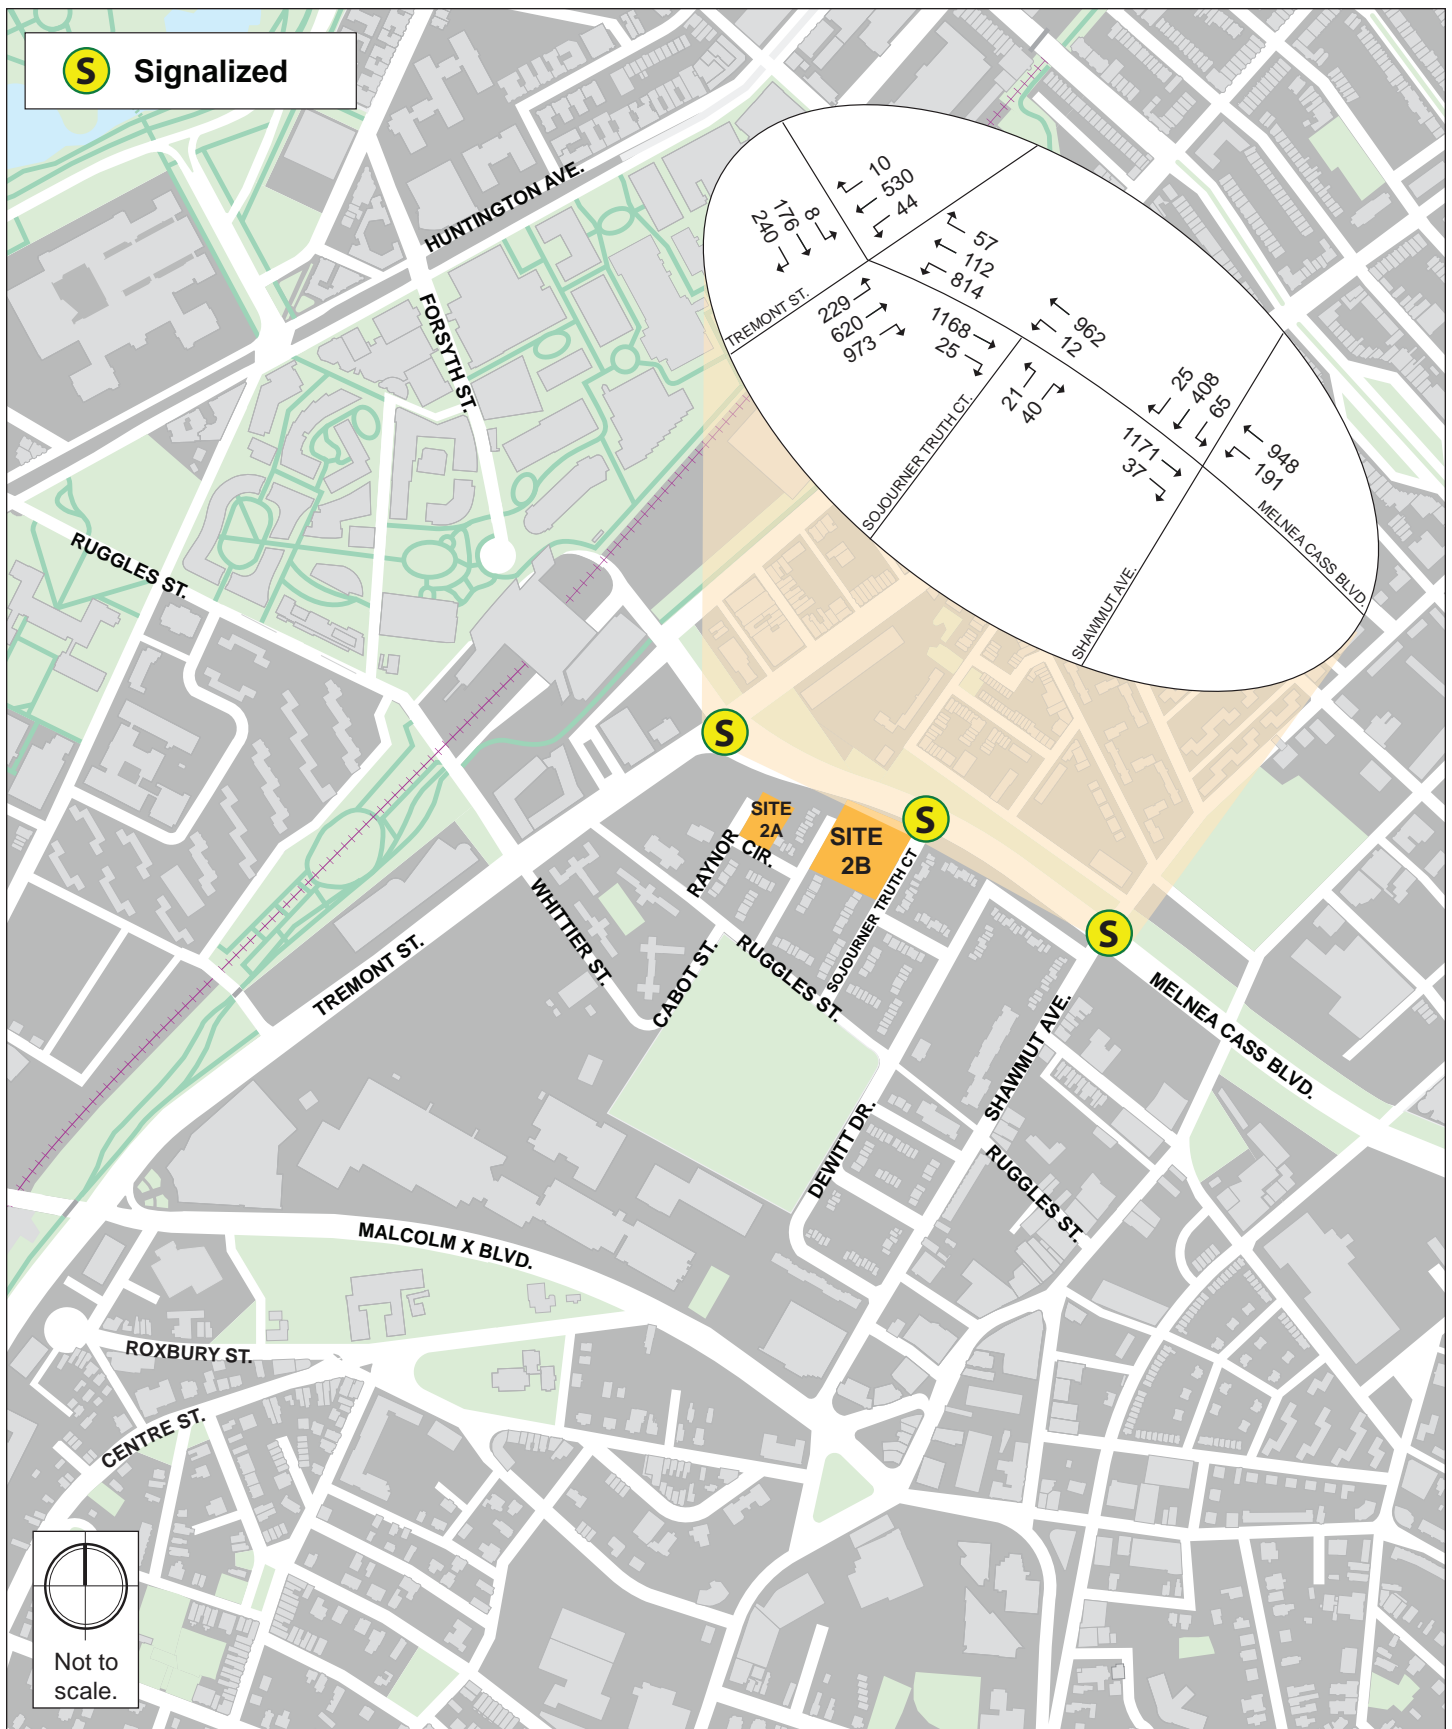 S Signalized
HUNTINGTON AVE.
FORSYTH ST.
RUGGLES ST.
10
530
44
8
176
240
57
112
814
TREMONT ST.
229
620
973
1168
25
962
12
21
40
SOJOURNER TRUTH CT.
25
408
65
1171
37
948
191
SHAWMUT AVE.
MELNEA CASS BLVD.
S
S
S
SITE
2A
SITE
2B
RAYNOR
CIR.
SOJOURNER TRUTH CT
WHITTIER ST.
CABOT ST.
RUGGLES ST.
TREMONT ST.
MELNEA CASS BLVD.
SHAWMUT AVE.
DEWITT DR.
RUGGLES ST.
MALCOLM X BLVD.
ROXBURY ST.
CENTRE ST.
Not to
scale.